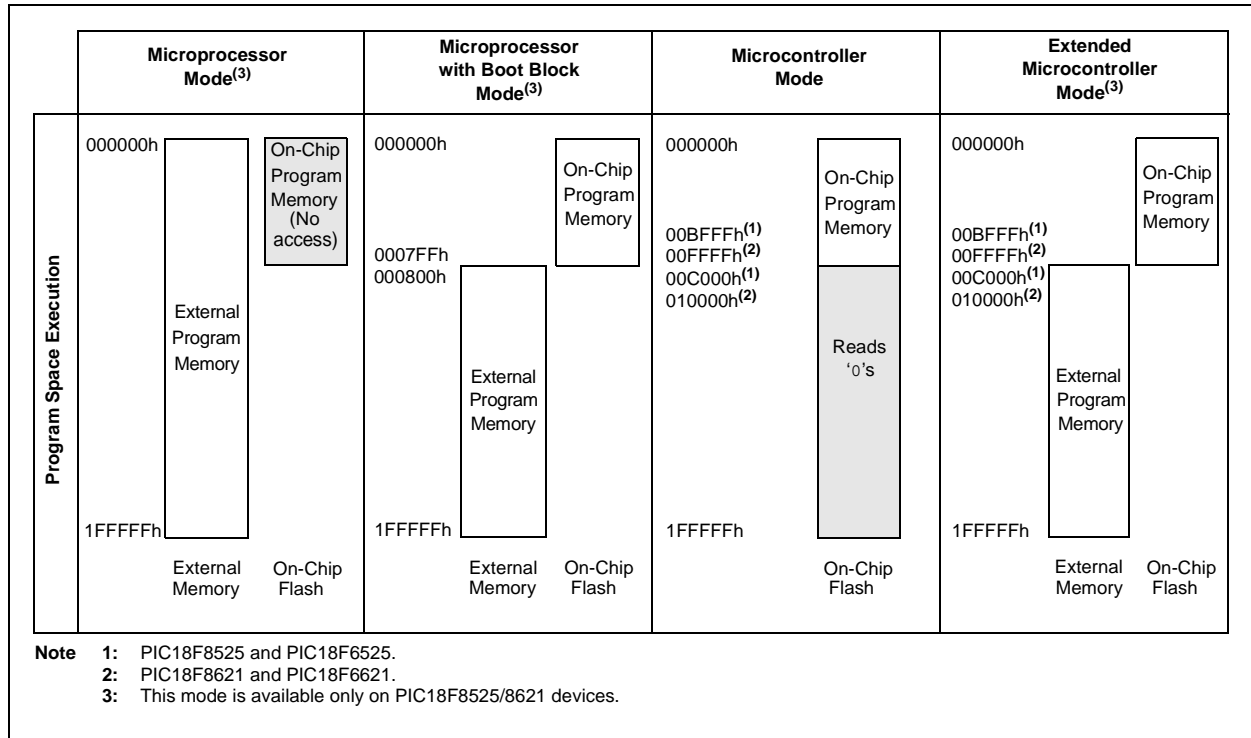 Microprocessor
Mode(3)
Microprocessor
with Boot Block
Mode(3)
Microcontroller
Mode
Extended
Microcontroller
Mode(3)
Program Space Execution
000000h
1FFFFFh
External
Program
Memory
On-Chip
Program
Memory
(No
access)
External
Memory
On-Chip
Flash
000000h
0007FFh
000800h
1FFFFFh
On-Chip
Program
Memory
External
Program
Memory
External
Memory
On-Chip
Flash
000000h
00BFFFh(1)
00FFFFh(2)
00C000h(1)
010000h(2)
1FFFFFh
On-Chip
Program
Memory
Reads
‘0’s
On-Chip
Flash
000000h
00BFFFh(1)
00FFFFh(2)
00C000h(1)
010000h(2)
1FFFFFh
On-Chip
Program
Memory
External
Program
Memory
External
Memory
On-Chip
Flash
Note 1: PIC18F8525 and PIC18F6525.
2: PIC18F8621 and PIC18F6621.
3: This mode is available only on PIC18F8525/8621 devices.